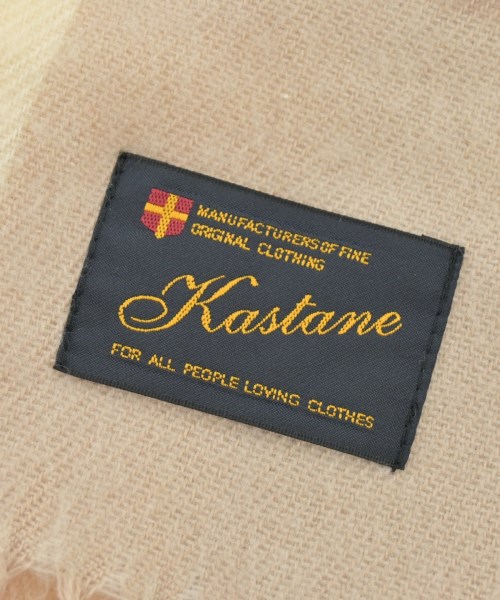 MANUFACTURERS OF FINE
ORIGINAL CLOTHING
Kastane
FOR ALL PEOPLE LOVING CLOTHES